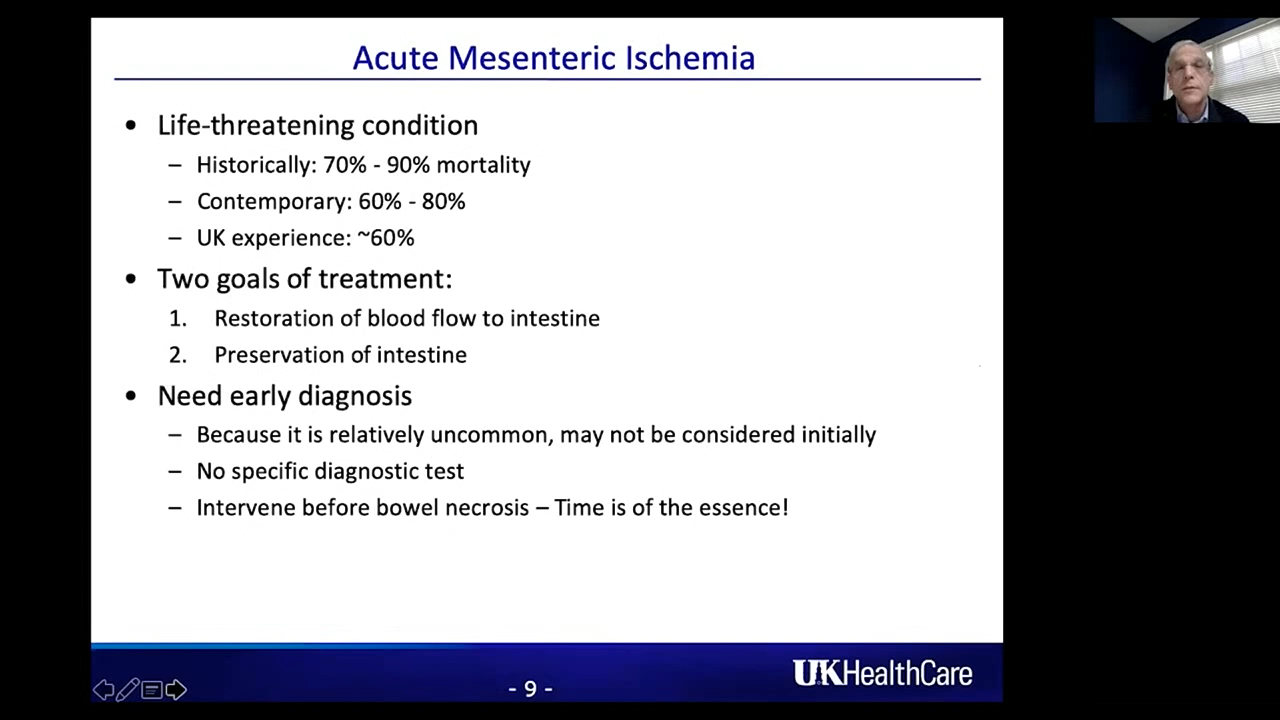 Acute Mesenteric Ischemia
• Life-threatening condition
– Historically: 70% - 90% mortality
– Contemporary: 60% - 80%
– UK experience: ~60%
• Two goals of treatment:
1. Restoration of blood flow to intestine
2. Preservation of intestine
• Need early diagnosis
– Because it is relatively uncommon, may not be considered initially
– No specific diagnostic test
– Intervene before bowel necrosis – Time is of the essence!
- 9 -
UKHealthCare